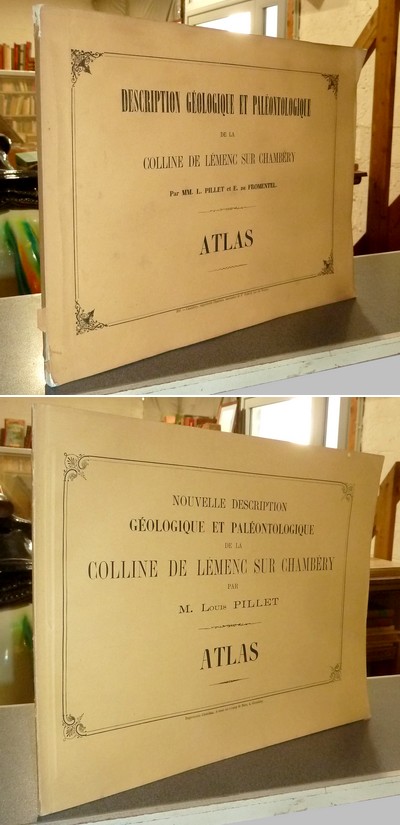 DESCRIPTION GÉOLOGIQUE ET PALÉONTOLOGIQUE
DE LA
COLLINE DE LÉMENC SUR CHAMBÉRY
Par MM. L. PILLET et E. DE FROMENTEL.
ATLAS
NOUVELLE DESCRIPTION
GÉOLOGIQUE ET PALÉONTOLOGIQUE
DE LA
COLLINE DE LÉMENC SUR CHAMBÉRY
PAR
M. LOUIS PILLET
ATLAS